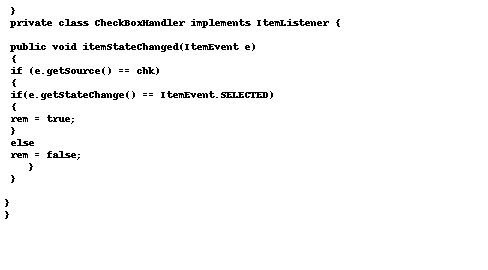 }
private class CheckBoxHandler implements ItemListener {
public void itemStateChanged(ItemEvent e)
{
if (e.getSource() == chk)
{
if(e.getStateChange() == ItemEvent.SELECTED)
{
rem = true;
}
else
rem = false;
}
}
}
}